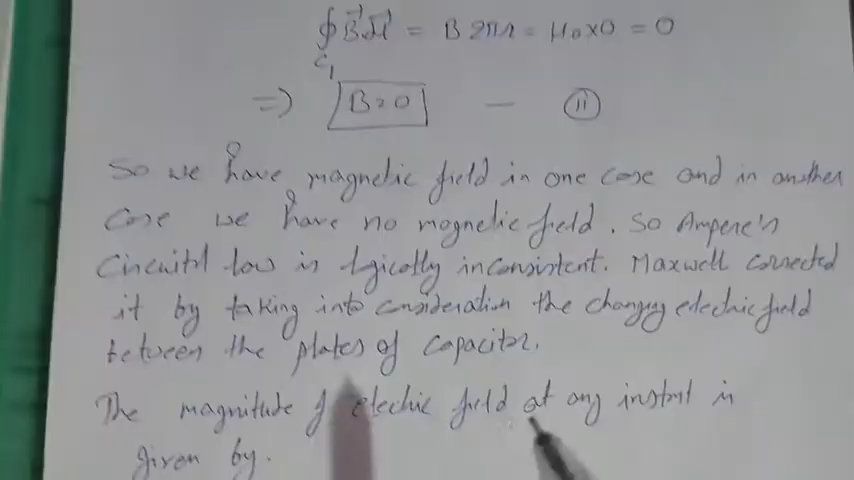 ∮ B⃗.dl⃗ = B 2πr = μ0 x 0 = 0
C1
=> B = 0 — (11)
So we have magnetic field in one case and in another
case we have no magnetic field. So Ampere's
Circuital law is logically inconsistent. Maxwell corrected
it by taking into consideration the changing electric field
between the plates of capacitor.
The magnitude of electric field at any instant is
given by.